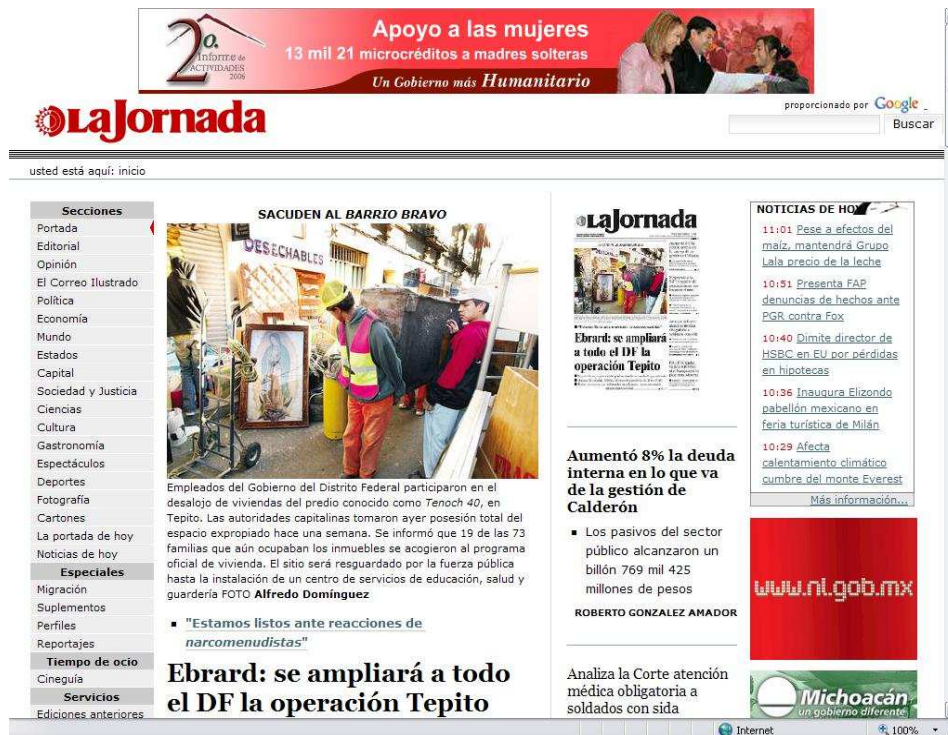 2o.
Informe de
ACTIVIDADES
2006
Apoyo a las mujeres
13 mil 21 microcréditos a madres solteras
Un Gobierno más Humanitario
La Jornada
proporcionado por Google
Buscar
usted está aquí: inicio
Secciones
Portada
Editorial
Opinión
El Correo Ilustrado
Política
Economía
Mundo
Estados
Capital
Sociedad y Justicia
Ciencias
Cultura
Gastronomía
Espectáculos
Deportes
Fotografía
Cartones
La portada de hoy
Noticias de hoy
Especiales
Migración
Suplementos
Perfiles
Reportajes
Tiempo de ocio
Cineguía
Servicios
Ediciones anteriores
SACUDEN AL BARRIO BRAVO
DESECHABLES
Empleados del Gobierno del Distrito Federal participaron en el
desalojo de viviendas del predio conocido como Tenoch 40, en
Tepito. Las autoridades capitalinas tomaron ayer posesión total del
espacio expropiado hace una semana. Se informó que 19 de las 73
familias que aún ocupaban los inmuebles se acogieron al programa
oficial de vivienda. El sitio será resguardado por la fuerza pública
hasta la instalación de un centro de servicios de educación, salud y
guardería FOTO Alfredo Domínguez
"Estamos listos ante reacciones de
narcomenudistas"
Ebrard: se ampliará a todo
el DF la operación Tepito
La Jornada
Ebrard: se ampliará
a todo el DF la
operación Tepito
Aumentó 8% la deuda
interna en lo que va
de la gestión de
Calderón
Los pasivos del sector
público alcanzaron un
billón 769 mil 425
millones de pesos
ROBERTO GONZALEZ AMADOR
Analiza la Corte atención
médica obligatoria a
soldados con sida
NOTICIAS DE HOY
11:01 Pese a efectos del
maíz, mantendrá Grupo
Lala precio de la leche
10:51 Presenta FAP
denuncias de hechos ante
PGR contra Fox
10:40 Dimite director de
HSBC en EU por pérdidas
en hipotecas
10:36 Inaugura Elizondo
pabellón mexicano en
feria turística de Milán
10:29 Afecta
calentamiento climático
cumbre del monte Everest
Más información...
www.nl.gob.mx
Michoacán
un gobierno diferente
Internet
100%